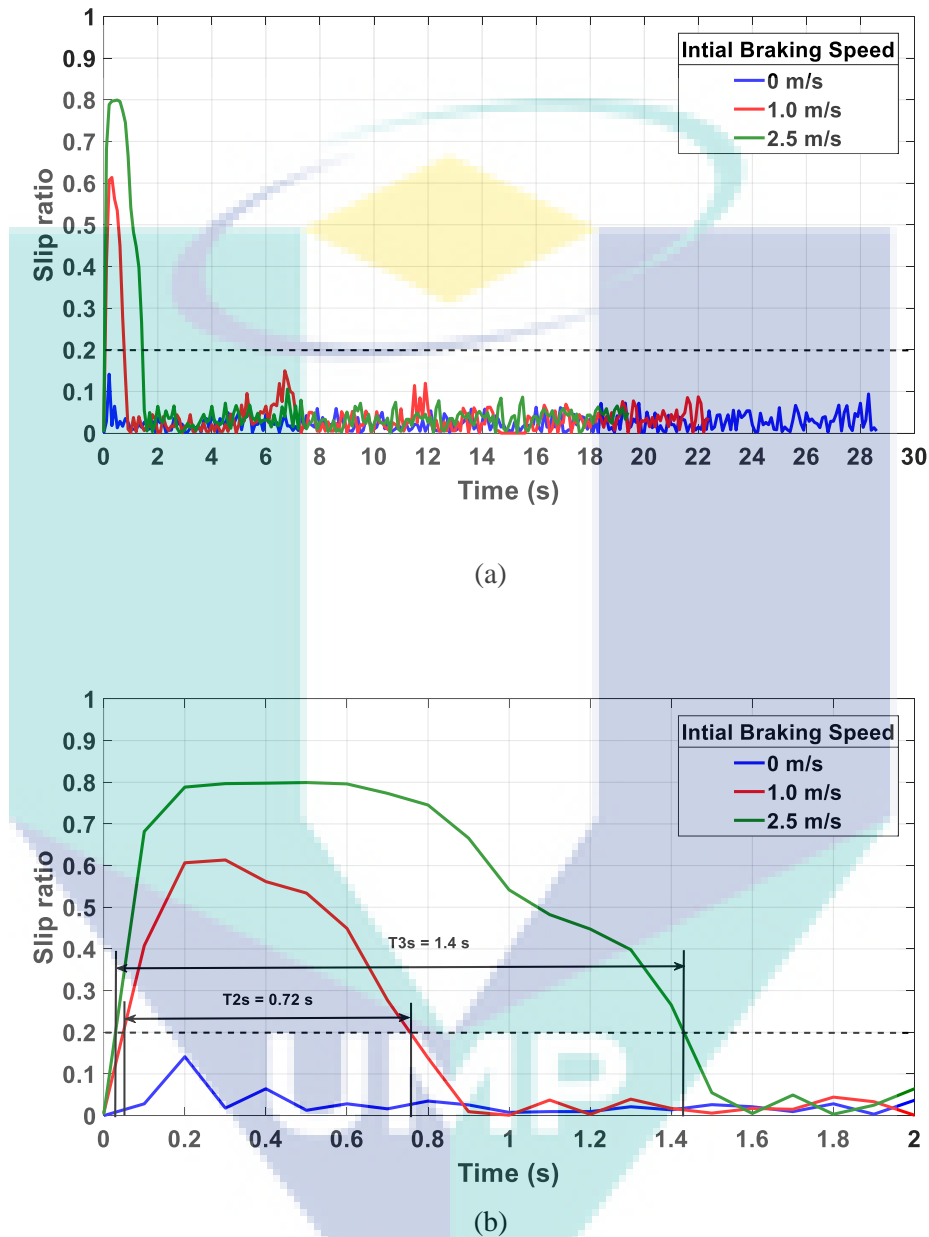 1
0.9
0.8
0.7
0.6
0.5
0.4
0.3
0.2
0.1
0
Slip ratio
Intial Braking Speed
0 m/s
1.0 m/s
2.5 m/s
0 2 4 6 8 10 12 14 16 18 20 22 24 26 28 30
Time (s)
(a)
1
0.9
0.8
0.7
0.6
0.5
0.4
0.3
0.2
0.1
0
Slip ratio
Intial Braking Speed
0 m/s
1.0 m/s
2.5 m/s
T3s = 1.4 s
T2s = 0.72 s
UMP
0 0.2 0.4 0.6 0.8 1 1.2 1.4 1.6 1.8 2
Time (s)
(b)